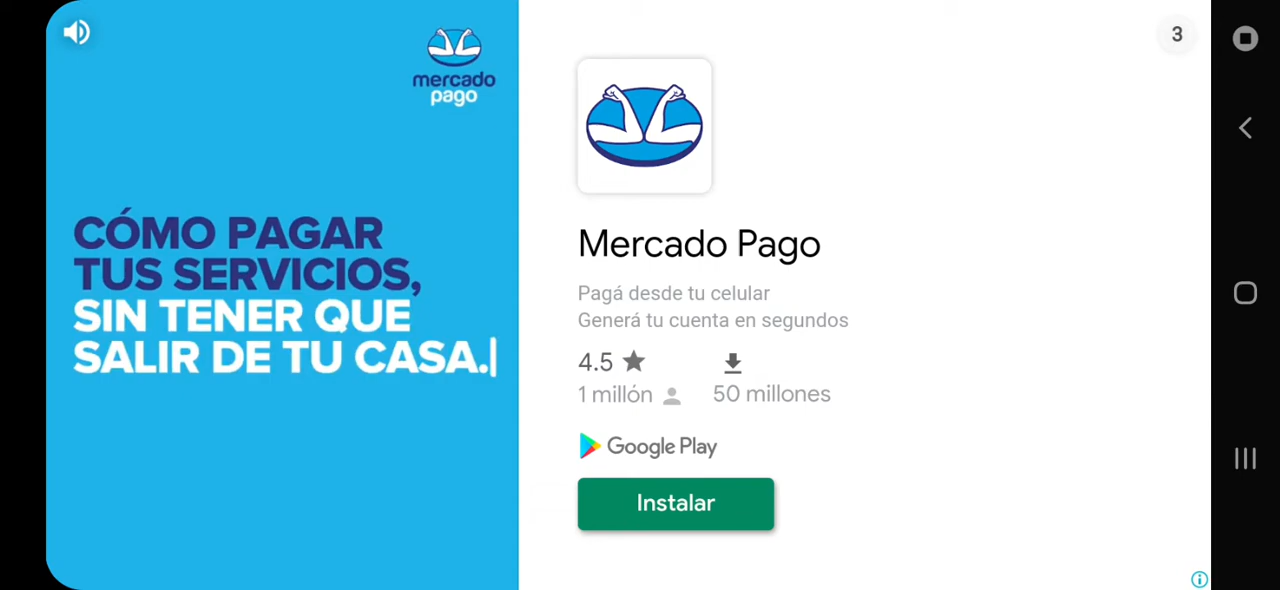 mercado
pago
CÓMO PAGAR
TUS SERVICIOS,
SIN TENER QUE
SALIR DE TU CASA.
3
Mercado Pago
Pagá desde tu celular
Generá tu cuenta en segundos
4.5
1 millón
50 millones
Google Play
Instalar